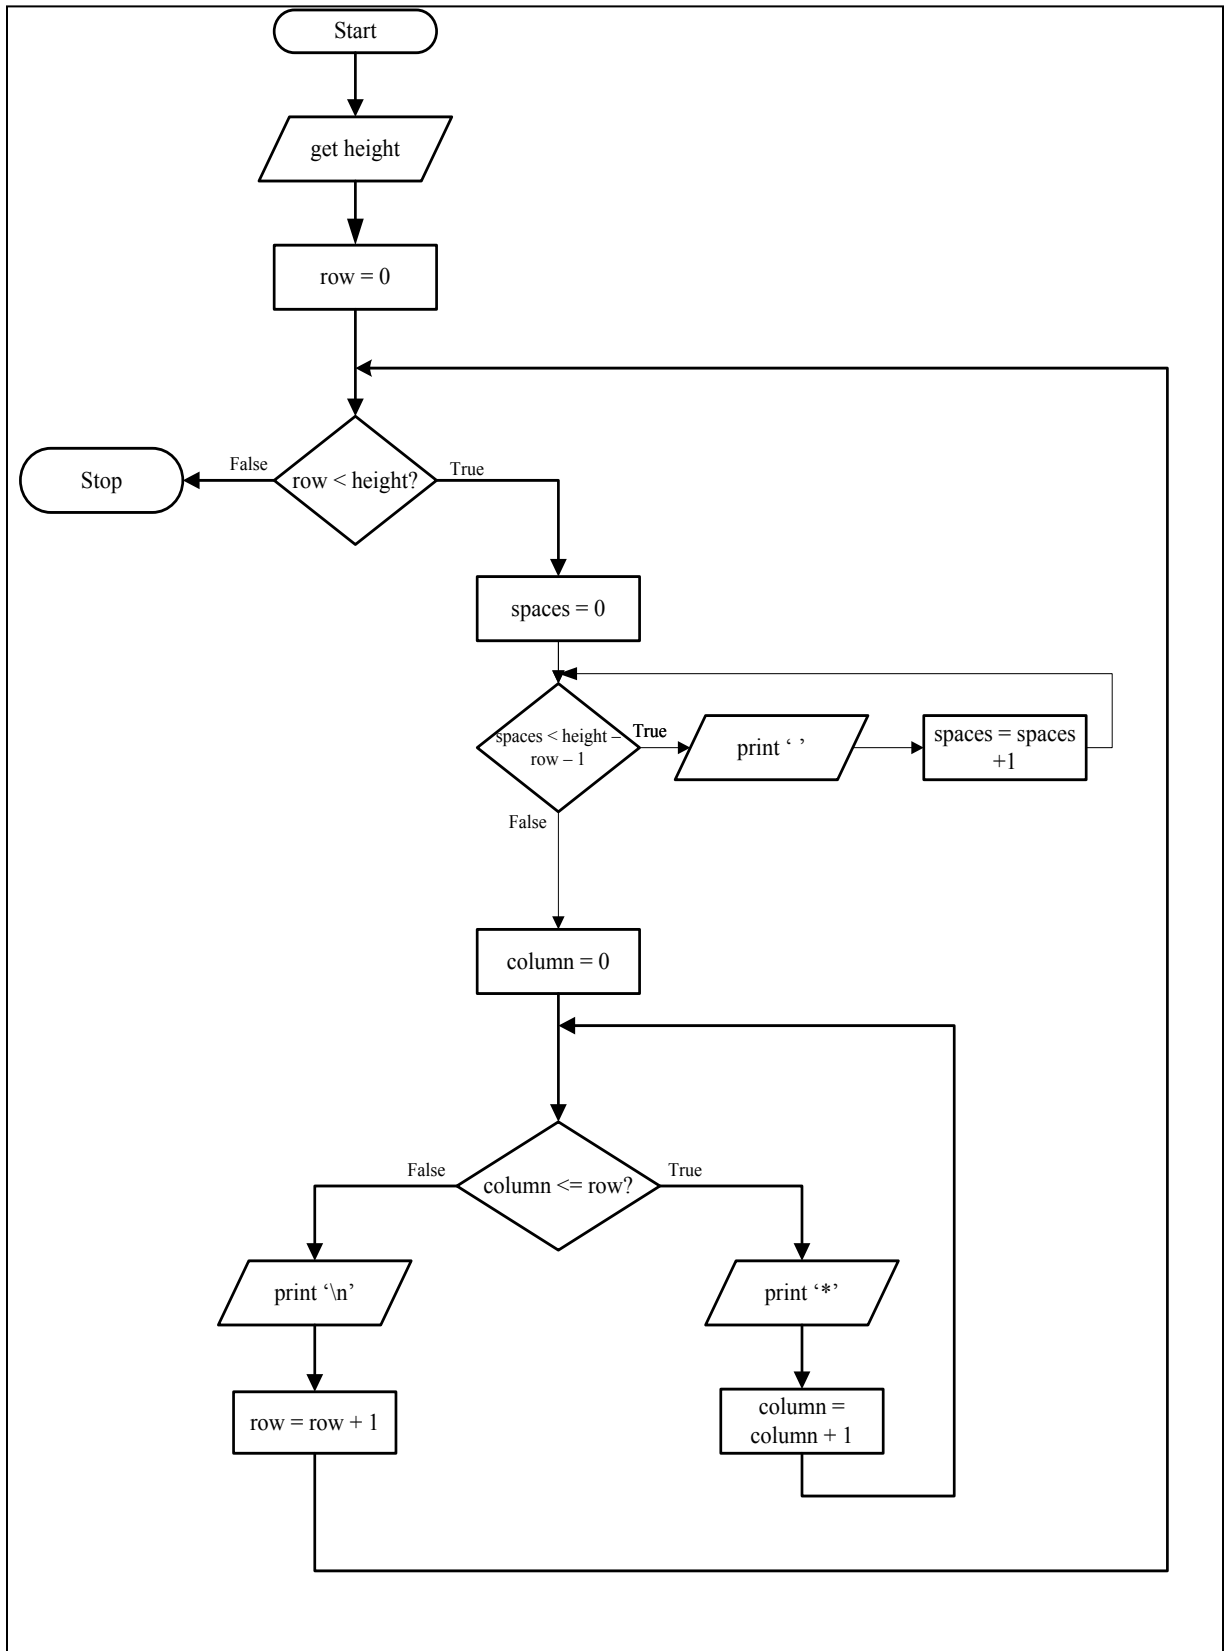 Start
get height
row = 0
False
True
Stop
row < height?
spaces = 0
spaces < height –
row – 1
True
print ‘ ’
spaces = spaces
+1
False
column = 0
False
True
column <= row?
print ‘\n’
print ‘*’
row = row + 1
column =
column + 1